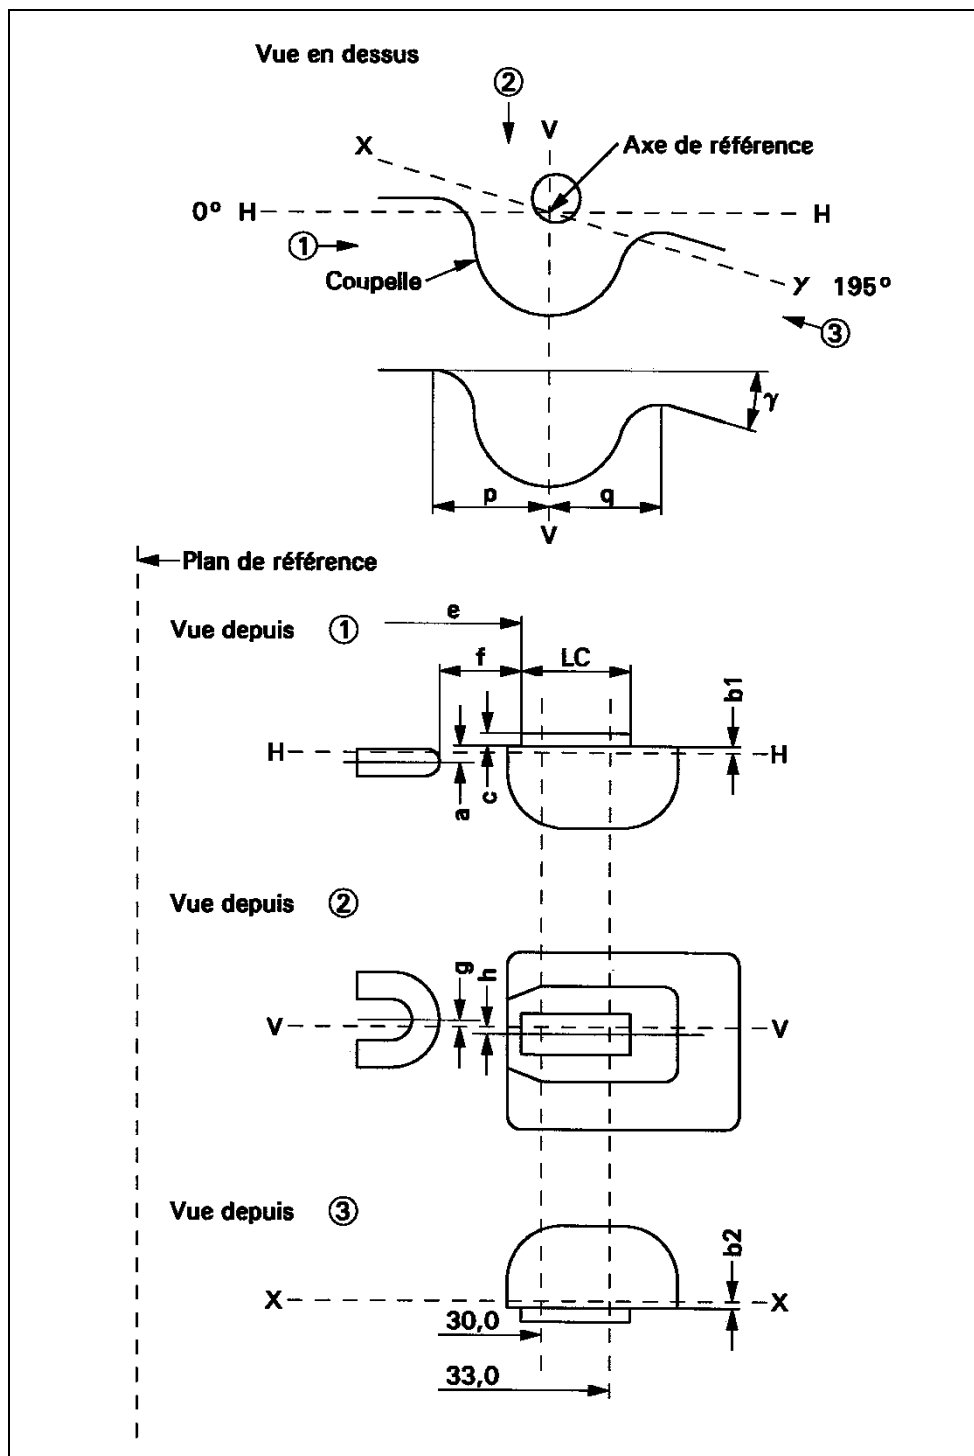 Vue en dessus
2
V
X
Axe de référence
0° H
H
1
Coupelle
Y 195°
3
γ
p
q
V
Plan de référence
e
Vue depuis 1
f
LC
b1
H
H
a
c
Vue depuis 2
g
h
V
V
Vue depuis 3
b2
X
X
30,0
33,0